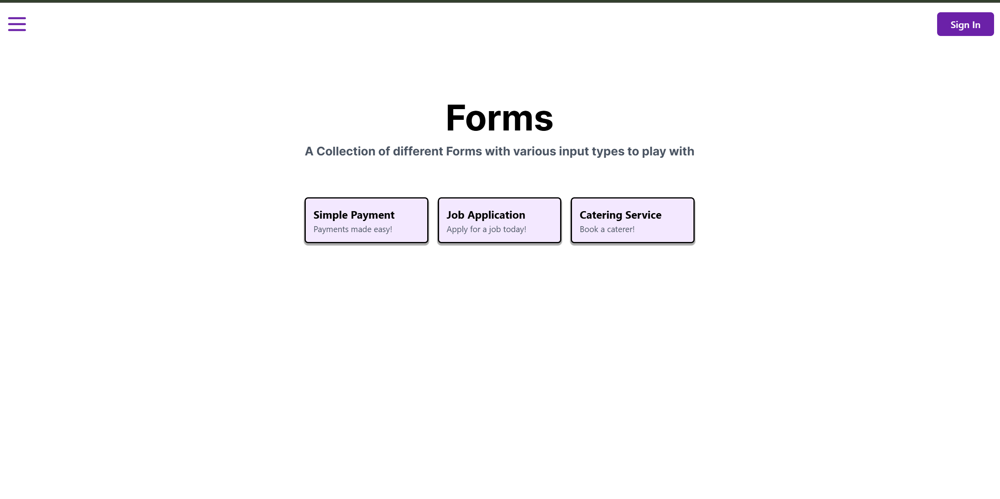 Sign In
Forms
A Collection of different Forms with various input types to play with
Simple Payment
Payments made easy!
Job Application
Apply for a job today!
Catering Service
Book a caterer!